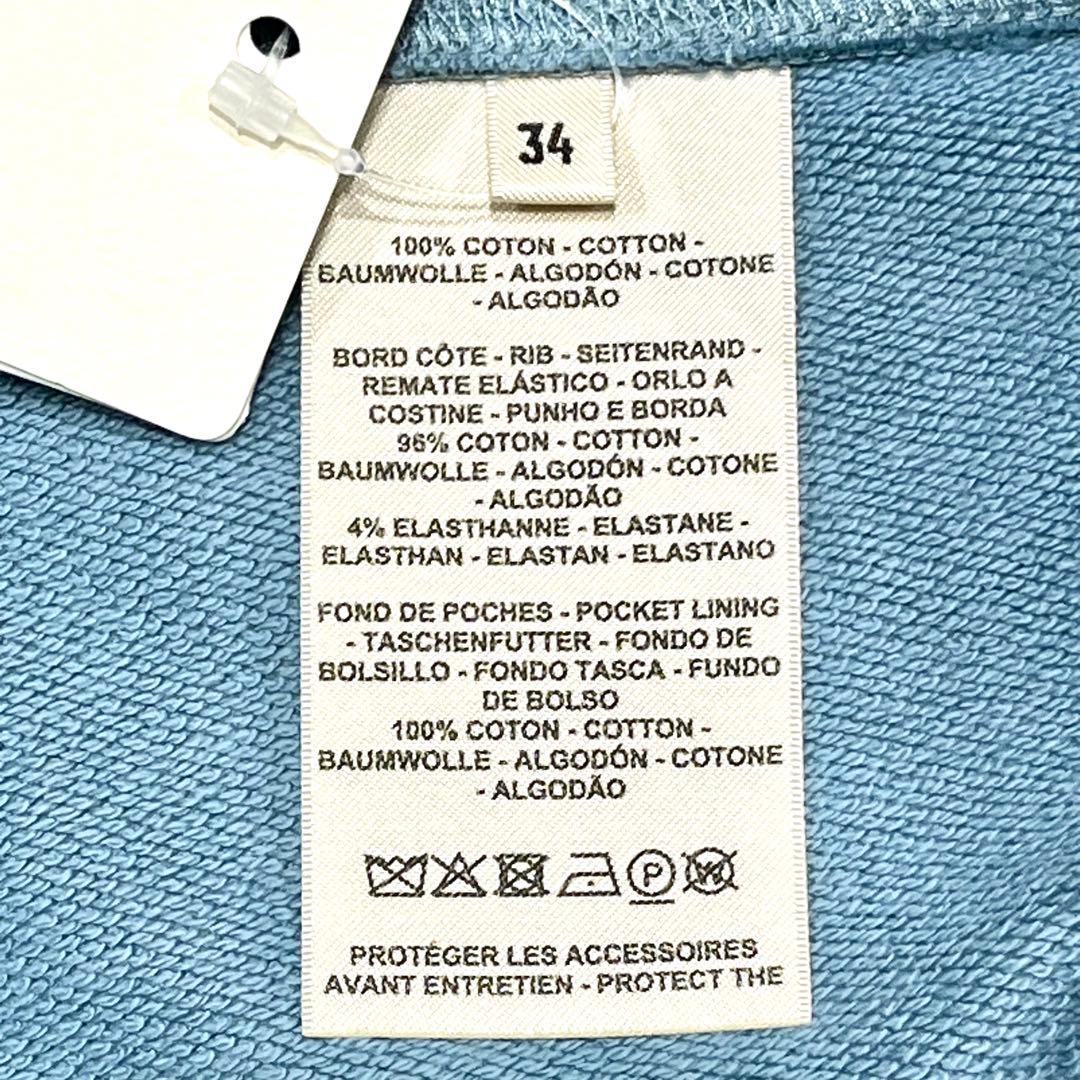 34
100% COTON - COTTON -
BAUMWOLLE - ALGODÓN - COTONE
- ALGODÃO
BORD CÔTE - RIB - SEITENRAND -
REMATE ELÁSTICO - ORLO A
COSTINE - PUNHO E BORDA
96% COTON - COTTON -
BAUMWOLLE - ALGODÓN - COTONE
- ALGODÃO
4% ELASTHANNE - ELASTANE -
ELASTHAN - ELASTAN - ELASTANO
FOND DE POCHES - POCKET LINING
- TASCHENFUTTER - FONDO DE
BOLSILLO - FONDO TASCA - FUNDO
DE BOLSO
100% COTON - COTTON -
BAUMWOLLE - ALGODÓN - COTONE
- ALGODÃO
P W
PROTÉGER LES ACCESSOIRES
AVANT ENTRETIEN - PROTECT THE